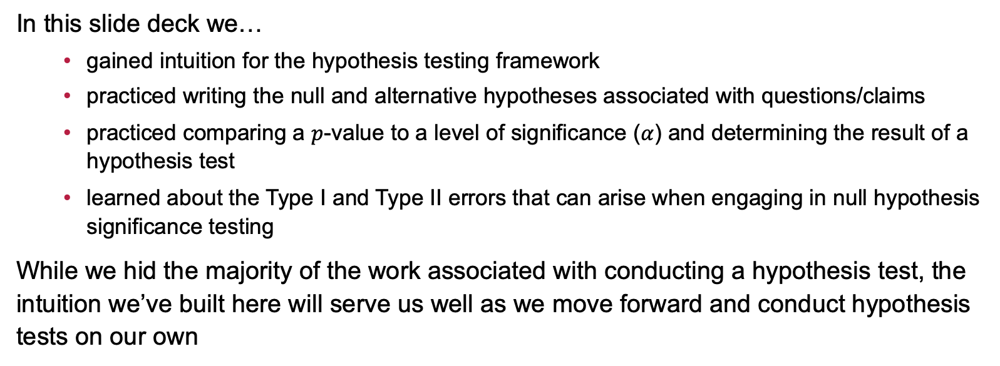 In this slide deck we…
• gained intuition for the hypothesis testing framework
• practiced writing the null and alternative hypotheses associated with questions/claims
• practiced comparing a 𝑝-value to a level of significance (𝛼) and determining the result of a
hypothesis test
• learned about the Type I and Type II errors that can arise when engaging in null hypothesis
significance testing
While we hid the majority of the work associated with conducting a hypothesis test, the
intuition we’ve built here will serve us well as we move forward and conduct hypothesis
tests on our own